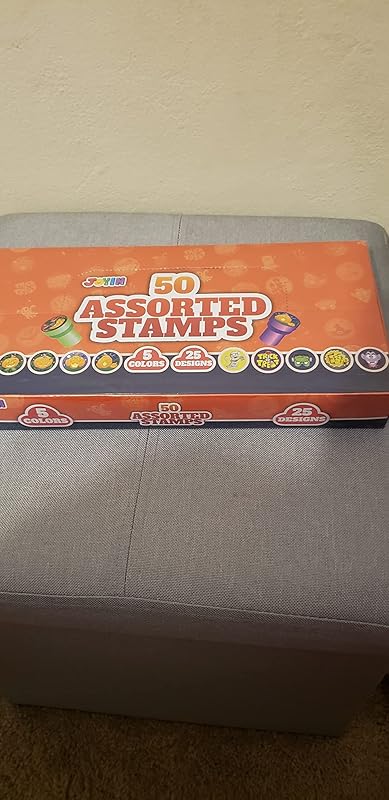 JOYIN
50
ASSORTED
STAMPS
5
COLORS
25
DESIGNS
TRICK
OR
TREAT
5
COLORS
50
ASSORTED
STAMPS
25
DESIGNS